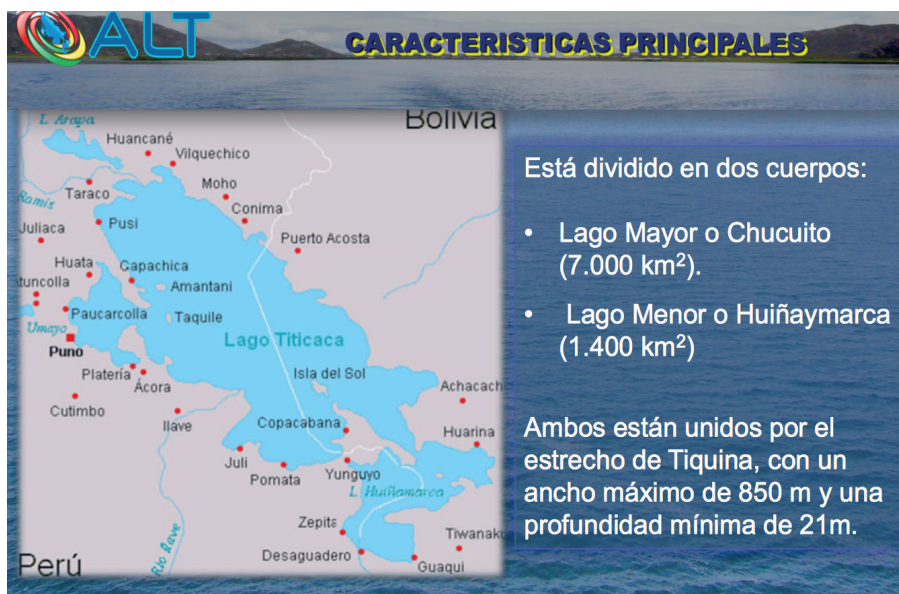 ALT
CARACTERISTICAS PRINCIPALES
Bolivia
L. Arapa
Huancané
Vilquechico
Moho
Taraco
Ramis
Conima
Pusi
Juliaca
Puerto Acosta
Huata
Capachica
tuncolla
Amantani
Paucarcolla
Taquile
Umayo
Puno
Lago Titicaca
Platería
Isla del Sol
Ácora
Achacach
Cutimbo
Ilave
Copacabana
Huarina
Juli
Yunguyo
Pomata
L. Huiñamarca
Zepita
Tiwanaku
Desaguadero
Guaqui
Río Ilave
Perú
Está dividido en dos cuerpos:
• Lago Mayor o Chucuito
(7.000 km²).
• Lago Menor o Huiñaymarca
(1.400 km²)
Ambos están unidos por el
estrecho de Tiquina, con un
ancho máximo de 850 m y una
profundidad mínima de 21m.